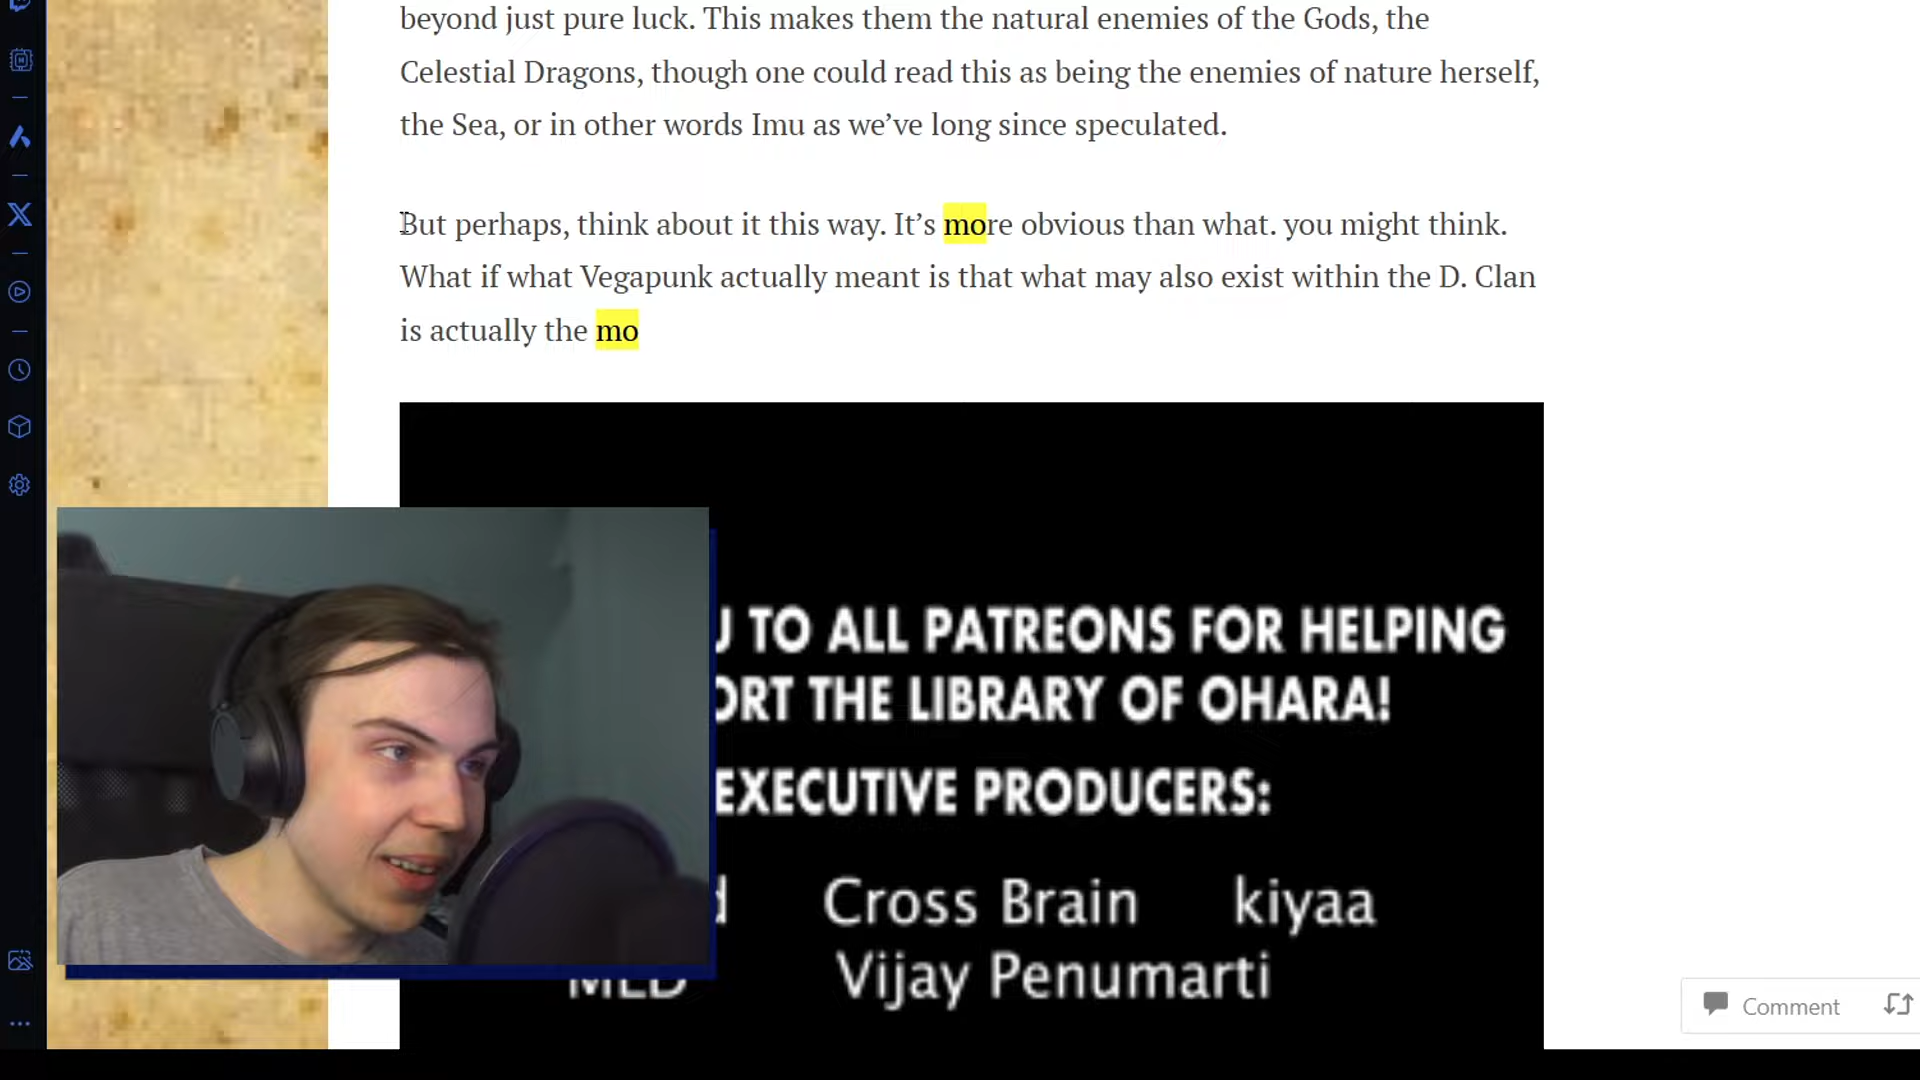 beyond just pure luck. This makes them the natural enemies of the Gods, the
Celestial Dragons, though one could read this as being the enemies of nature herself,
the Sea, or in other words Imu as we’ve long since speculated.
But perhaps, think about it this way. It’s more obvious than what. you might think.
What if what Vegapunk actually meant is that what may also exist within the D. Clan
is actually the mo
TO ALL PATREONS FOR HELPING
THE LIBRARY OF OHARA!
EXECUTIVE PRODUCERS:
Cross Brain kiyaa
Vijay Penumarti
Comment